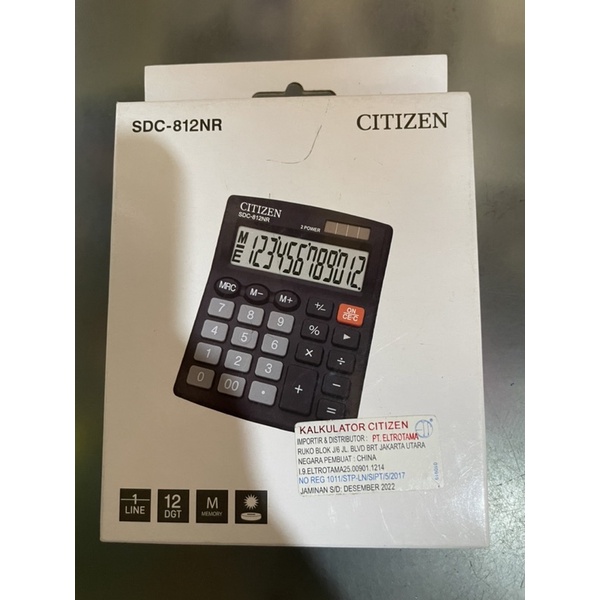 SDC-812NR
CITIZEN
CITIZEN
SDC-812NR
2 POWER
M
E
123456789012.
MRC M− M+ +/− ON CE·C
7 8 9 % ▶
4 5 6 × ÷
1 2 3 + −
0 00 • =
KALKULATOR CITIZEN
IMPORTIR & DISTRIBUTOR : PT. ELTROTAMA
RUKO BLOK J/6 JL. BLVD BRT JAKARTA UTARA
NEGARA PEMBUAT : CHINA
I.9.ELTROTAMA25.00901.1214
NO REG 1011/STP-LN/SIPT/5/2017
JAMINAN S/D: DESEMBER 2022
1
LINE
12
DGT
M
MEMORY